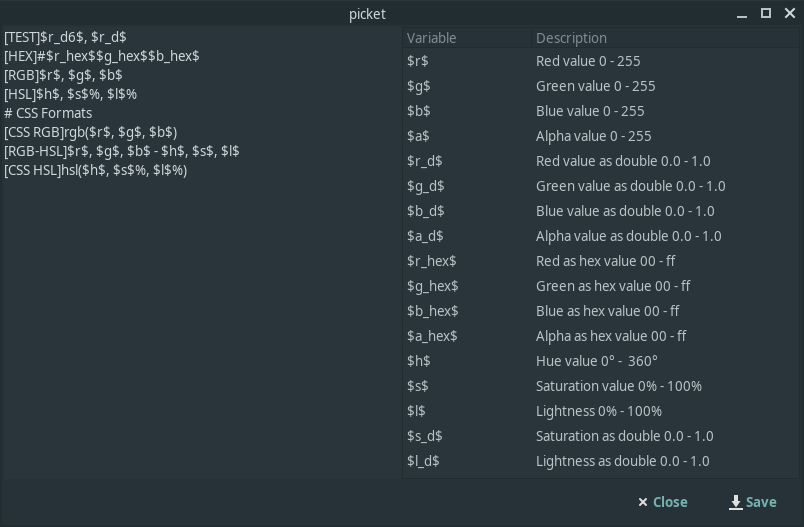 picket
[TEST]$r_d6$, $r_d$
[HEX]#$r_hex$$g_hex$$b_hex$
[RGB]$r$, $g$, $b$
[HSL]$h$, $s$%, $l$%
# CSS Formats
[CSS RGB]rgb($r$, $g$, $b$)
[RGB-HSL]$r$, $g$, $b$ - $h$, $s$, $l$
[CSS HSL]hsl($h$, $s$%, $l$%)
Variable Description
$r$ Red value 0 - 255
$g$ Green value 0 - 255
$b$ Blue value 0 - 255
$a$ Alpha value 0 - 255
$r_d$ Red value as double 0.0 - 1.0
$g_d$ Green value as double 0.0 - 1.0
$b_d$ Blue value as double 0.0 - 1.0
$a_d$ Alpha value as double 0.0 - 1.0
$r_hex$ Red as hex value 00 - ff
$g_hex$ Green as hex value 00 - ff
$b_hex$ Blue as hex value 00 - ff
$a_hex$ Alpha as hex value 00 - ff
$h$ Hue value 0° - 360°
$s$ Saturation value 0% - 100%
$l$ Lightness 0% - 100%
$s_d$ Saturation as double 0.0 - 1.0
$l_d$ Lightness as double 0.0 - 1.0
Close Save